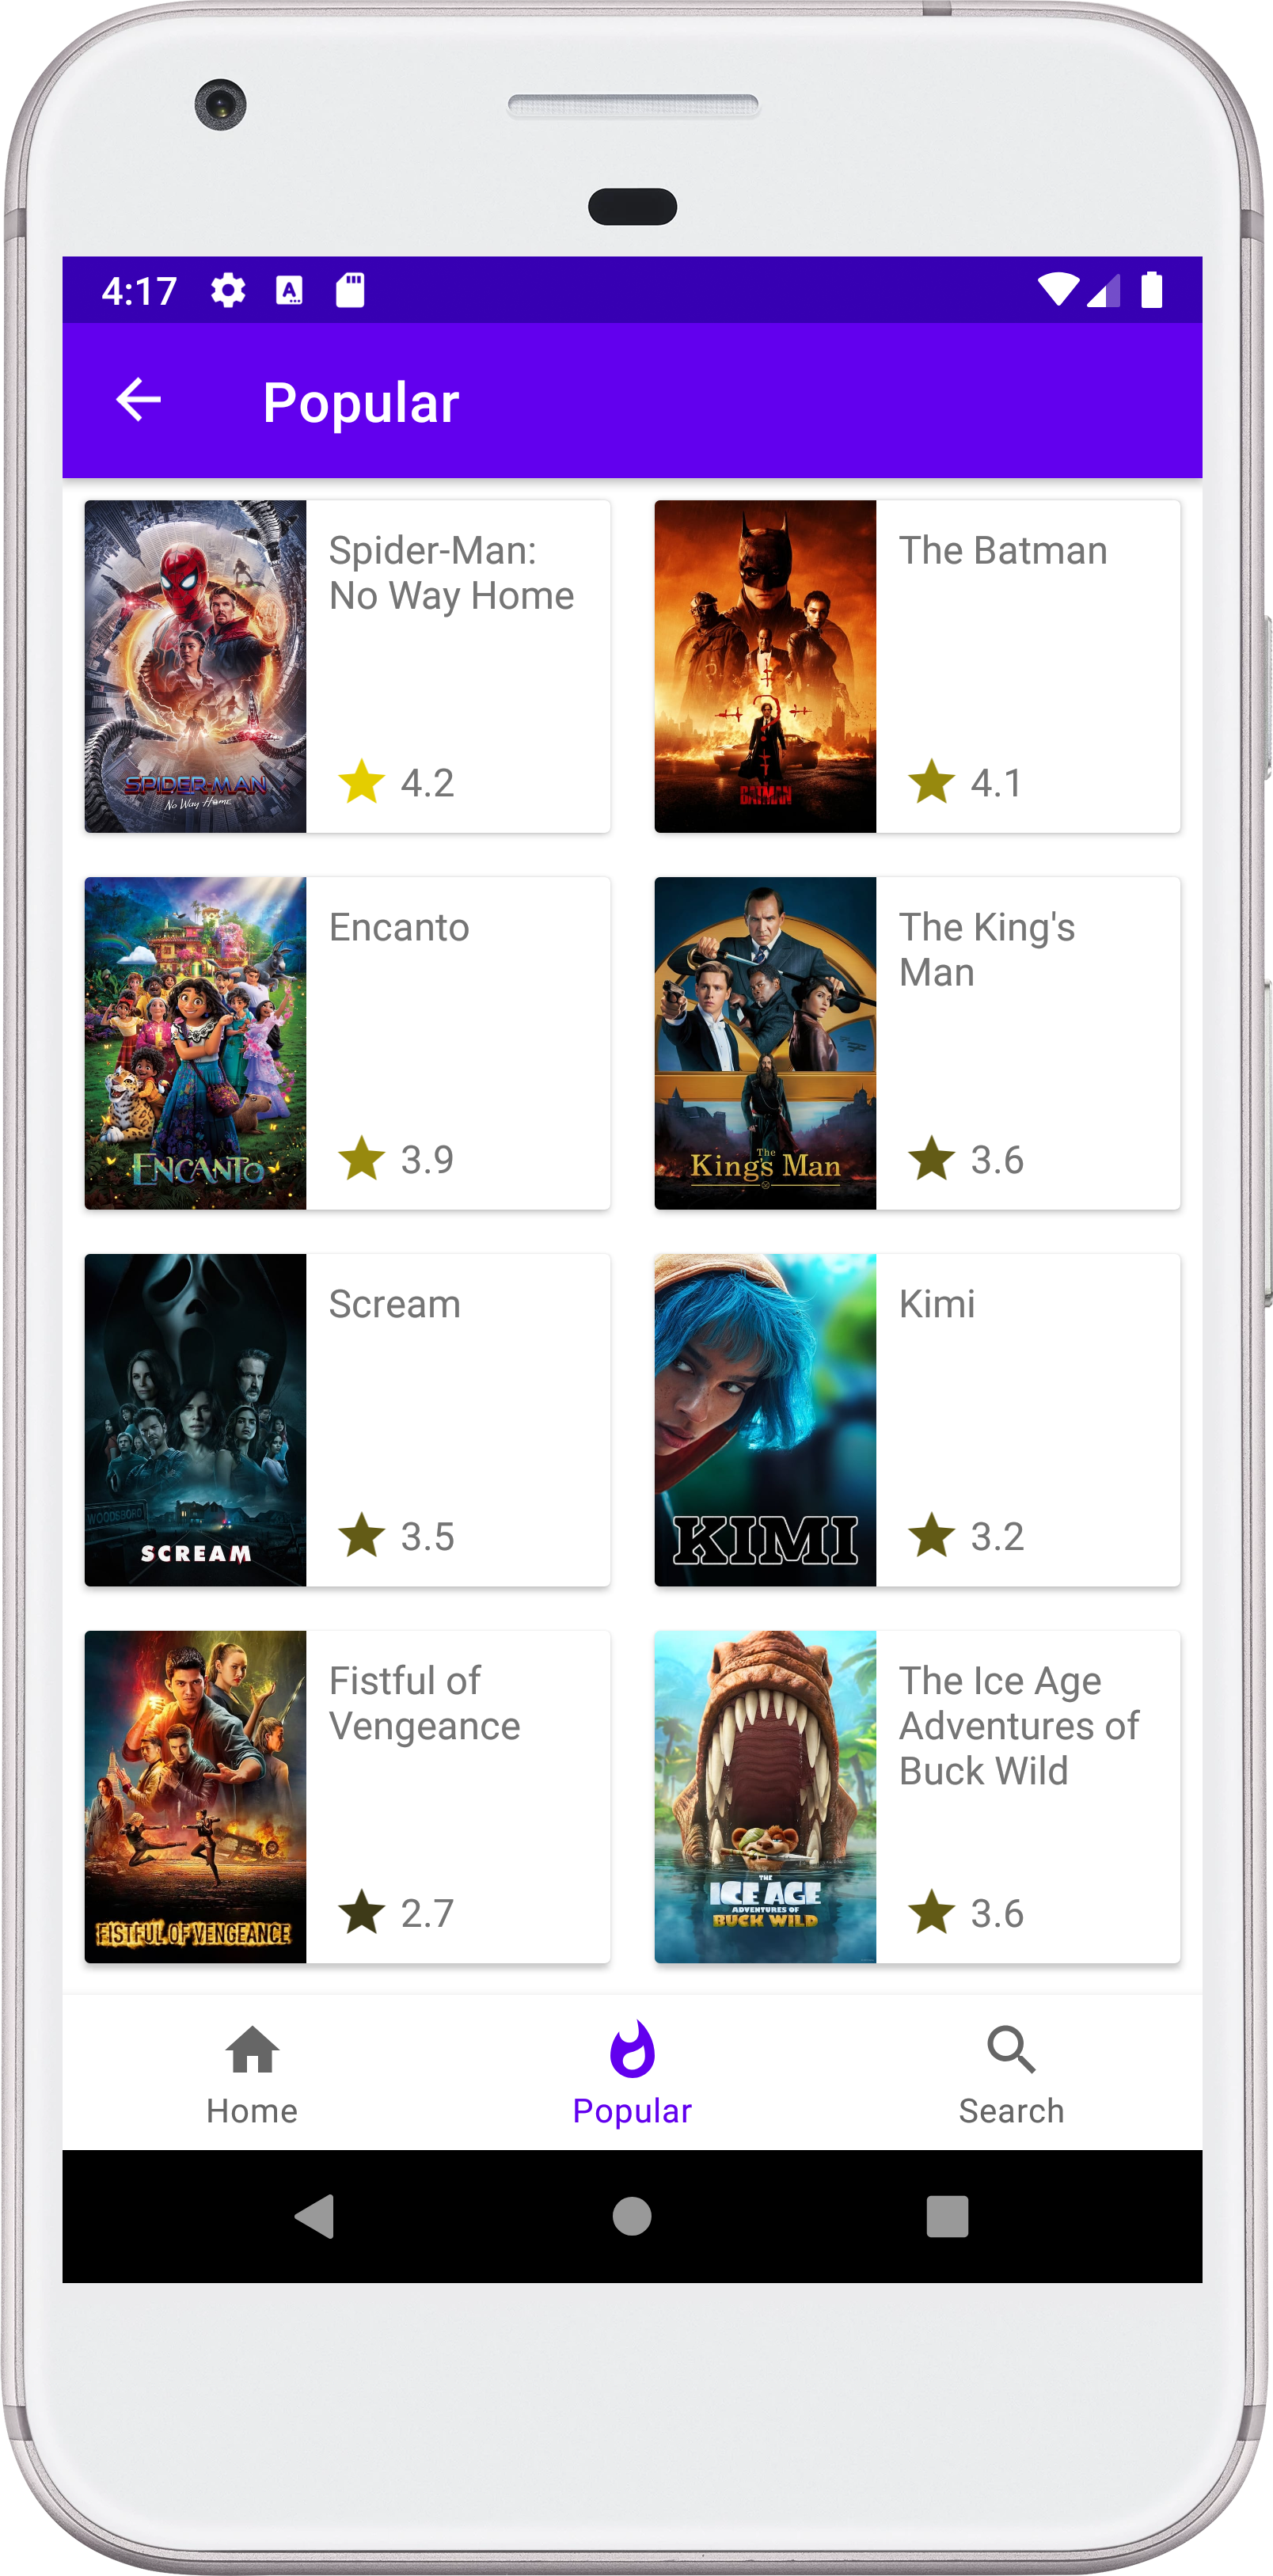 4:17
Popular
SPIDER-MAN
No Way Home
Spider-Man:
No Way Home
4.2
BATMAN
The Batman
4.1
ENCANTO
Encanto
3.9
The
King's Man
The King's
Man
3.6
WOODSBORO
SCREAM
Scream
3.5
KIMI
Kimi
3.2
FISTFUL OF VENGEANCE
Fistful of
Vengeance
2.7
THE
ICE AGE
ADVENTURES OF
BUCK WILD
The Ice Age
Adventures of
Buck Wild
3.6
Home
Popular
Search